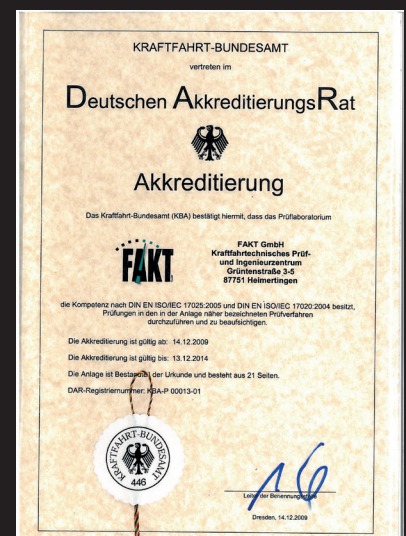 KRAFTFAHRT-BUNDESAMT
vertreten im
Deutschen AkkreditierungsRat
Akkreditierung
Das Kraftfahrt-Bundesamt (KBA) bestätigt hiermit, dass das Prüflaboratorium
FAKT
FAKT GmbH
Kraftfahrtechnisches Prüf-
und Ingenieurzentrum
Grüntenstraße 3-5
87751 Heimertingen
die Kompetenz nach DIN EN ISO/IEC 17025:2005 und DIN EN ISO/IEC 17020:2004 besitzt,
Prüfungen in den in der Anlage näher bezeichneten Prüfverfahren
durchzuführen und zu beaufsichtigen.
Die Akkreditierung ist gültig ab: 14.12.2009
Die Akkreditierung ist gültig bis: 13.12.2014
Die Anlage ist Bestandteil der Urkunde und besteht aus 21 Seiten.
DAR-Registriernummer: KBA-P 00013-01
KRAFTFAHRT-BUNDESAMT
446
Leiter der Benennungsstelle
Dresden, 14.12.2009